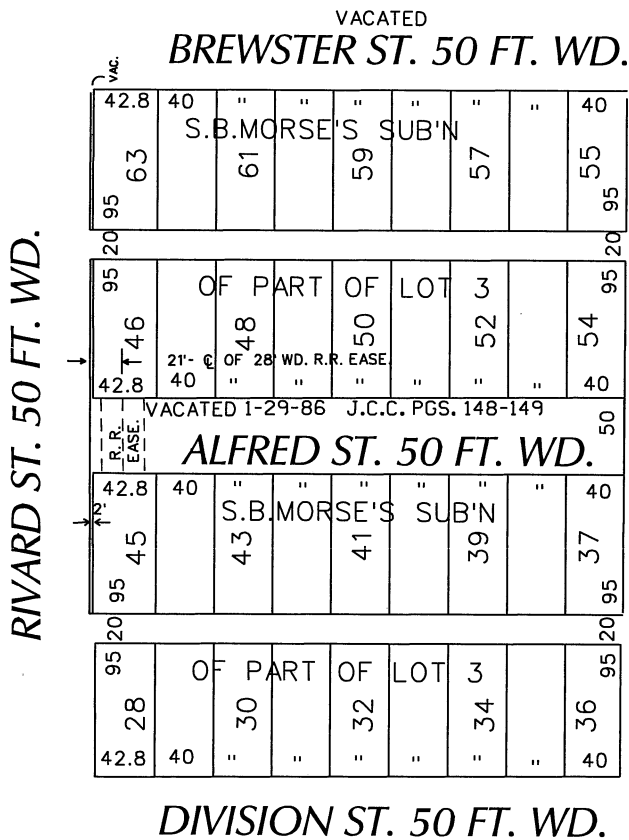 VACATED
BREWSTER ST. 50 FT. WD.
VAC.
42.8 40 " " " " " " 40
S.B.MORSE'S SUB'N
63 61 59 57 55
95 95
20 20
95 95
OF PART OF LOT 3
46 48 50 52 54
21'- ℄ OF 28' WD. R.R. EASE.
42.8 40 " " " " " " 40
VACATED 1-29-86 J.C.C. PGS. 148-149
50
R.R. EASE.
ALFRED ST. 50 FT. WD.
42.8 40 " " " " " " 40
2'
S.B.MORSE'S SUB'N
45 43 41 39 37
95 95
20 20
95 95
OF PART OF LOT 3
28 30 32 34 36
42.8 40 " " " " " " 40
RIVARD ST. 50 FT. WD.
DIVISION ST. 50 FT. WD.